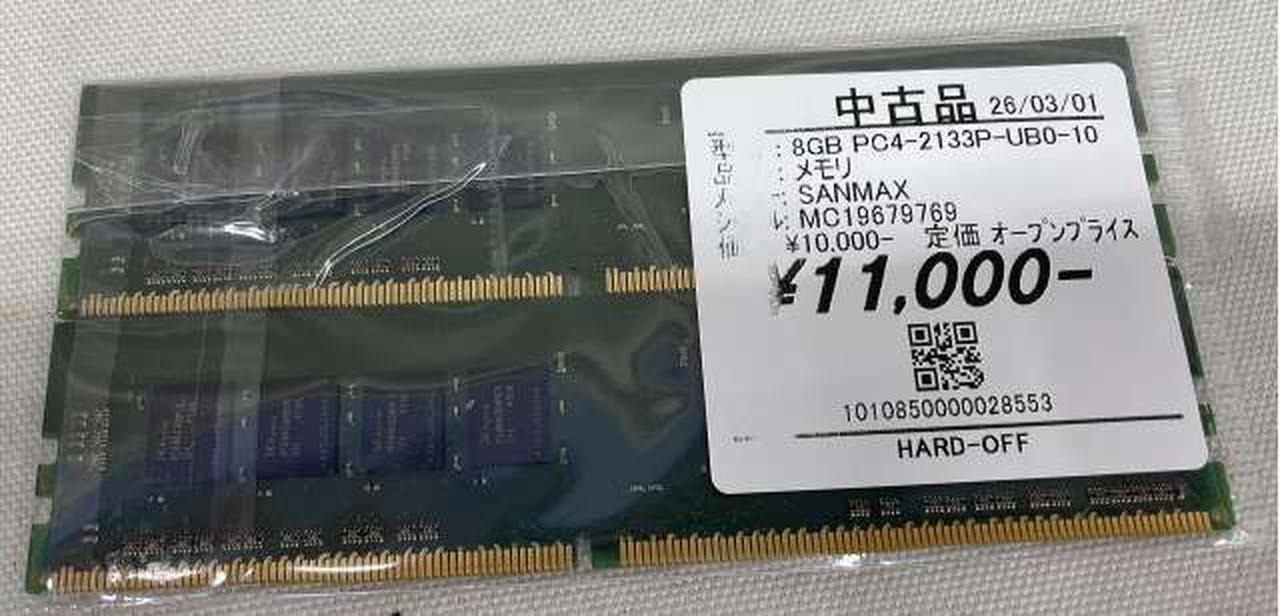 中古品 26/03/01
: 8GB PC4-2133P-UB0-10
: メモリ
: SANMAX
: MC19679769
¥10,000- 定価 オープンプライス
¥11,000-
1010850000028553
HARD-OFF